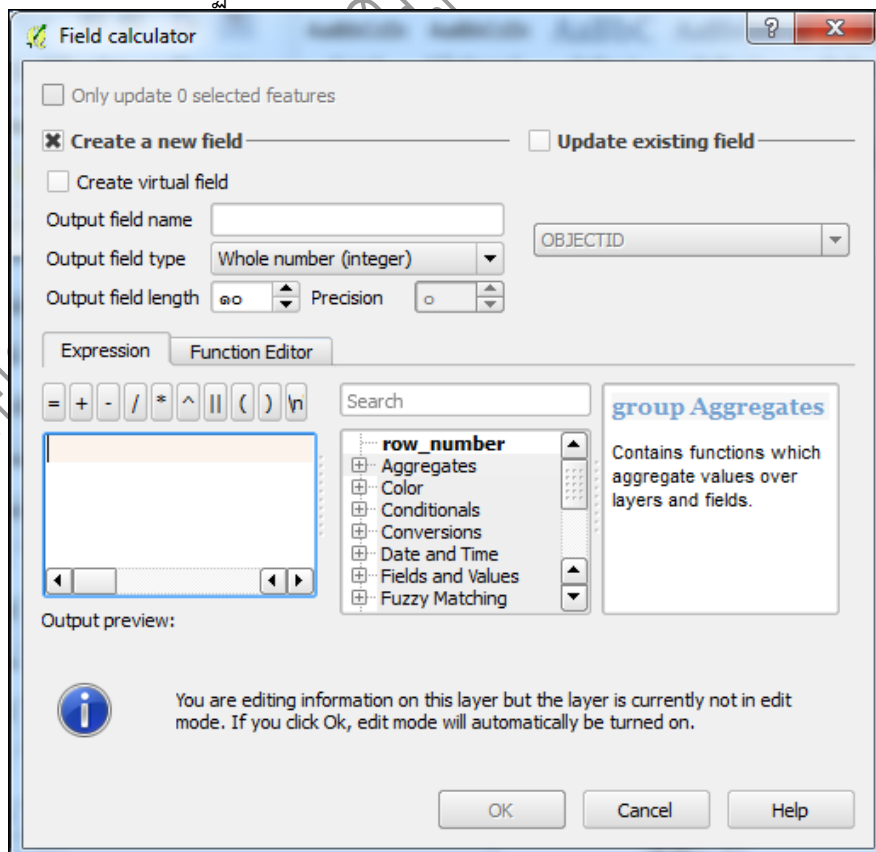 Field calculator
Only update 0 selected features
Create a new field
Update existing field
Create virtual field
Output field name
OBJECTID
Output field type Whole number (integer)
Output field length ๑๐ Precision ๐
Expression Function Editor
= + - / * ^ || ( ) \n
Search
row_number
Aggregates
Color
Conditionals
Conversions
Date and Time
Fields and Values
Fuzzy Matching
group Aggregates
Contains functions which
aggregate values over
layers and fields.
Output preview:
You are editing information on this layer but the layer is currently not in edit
mode. If you click Ok, edit mode will automatically be turned on.
OK Cancel Help